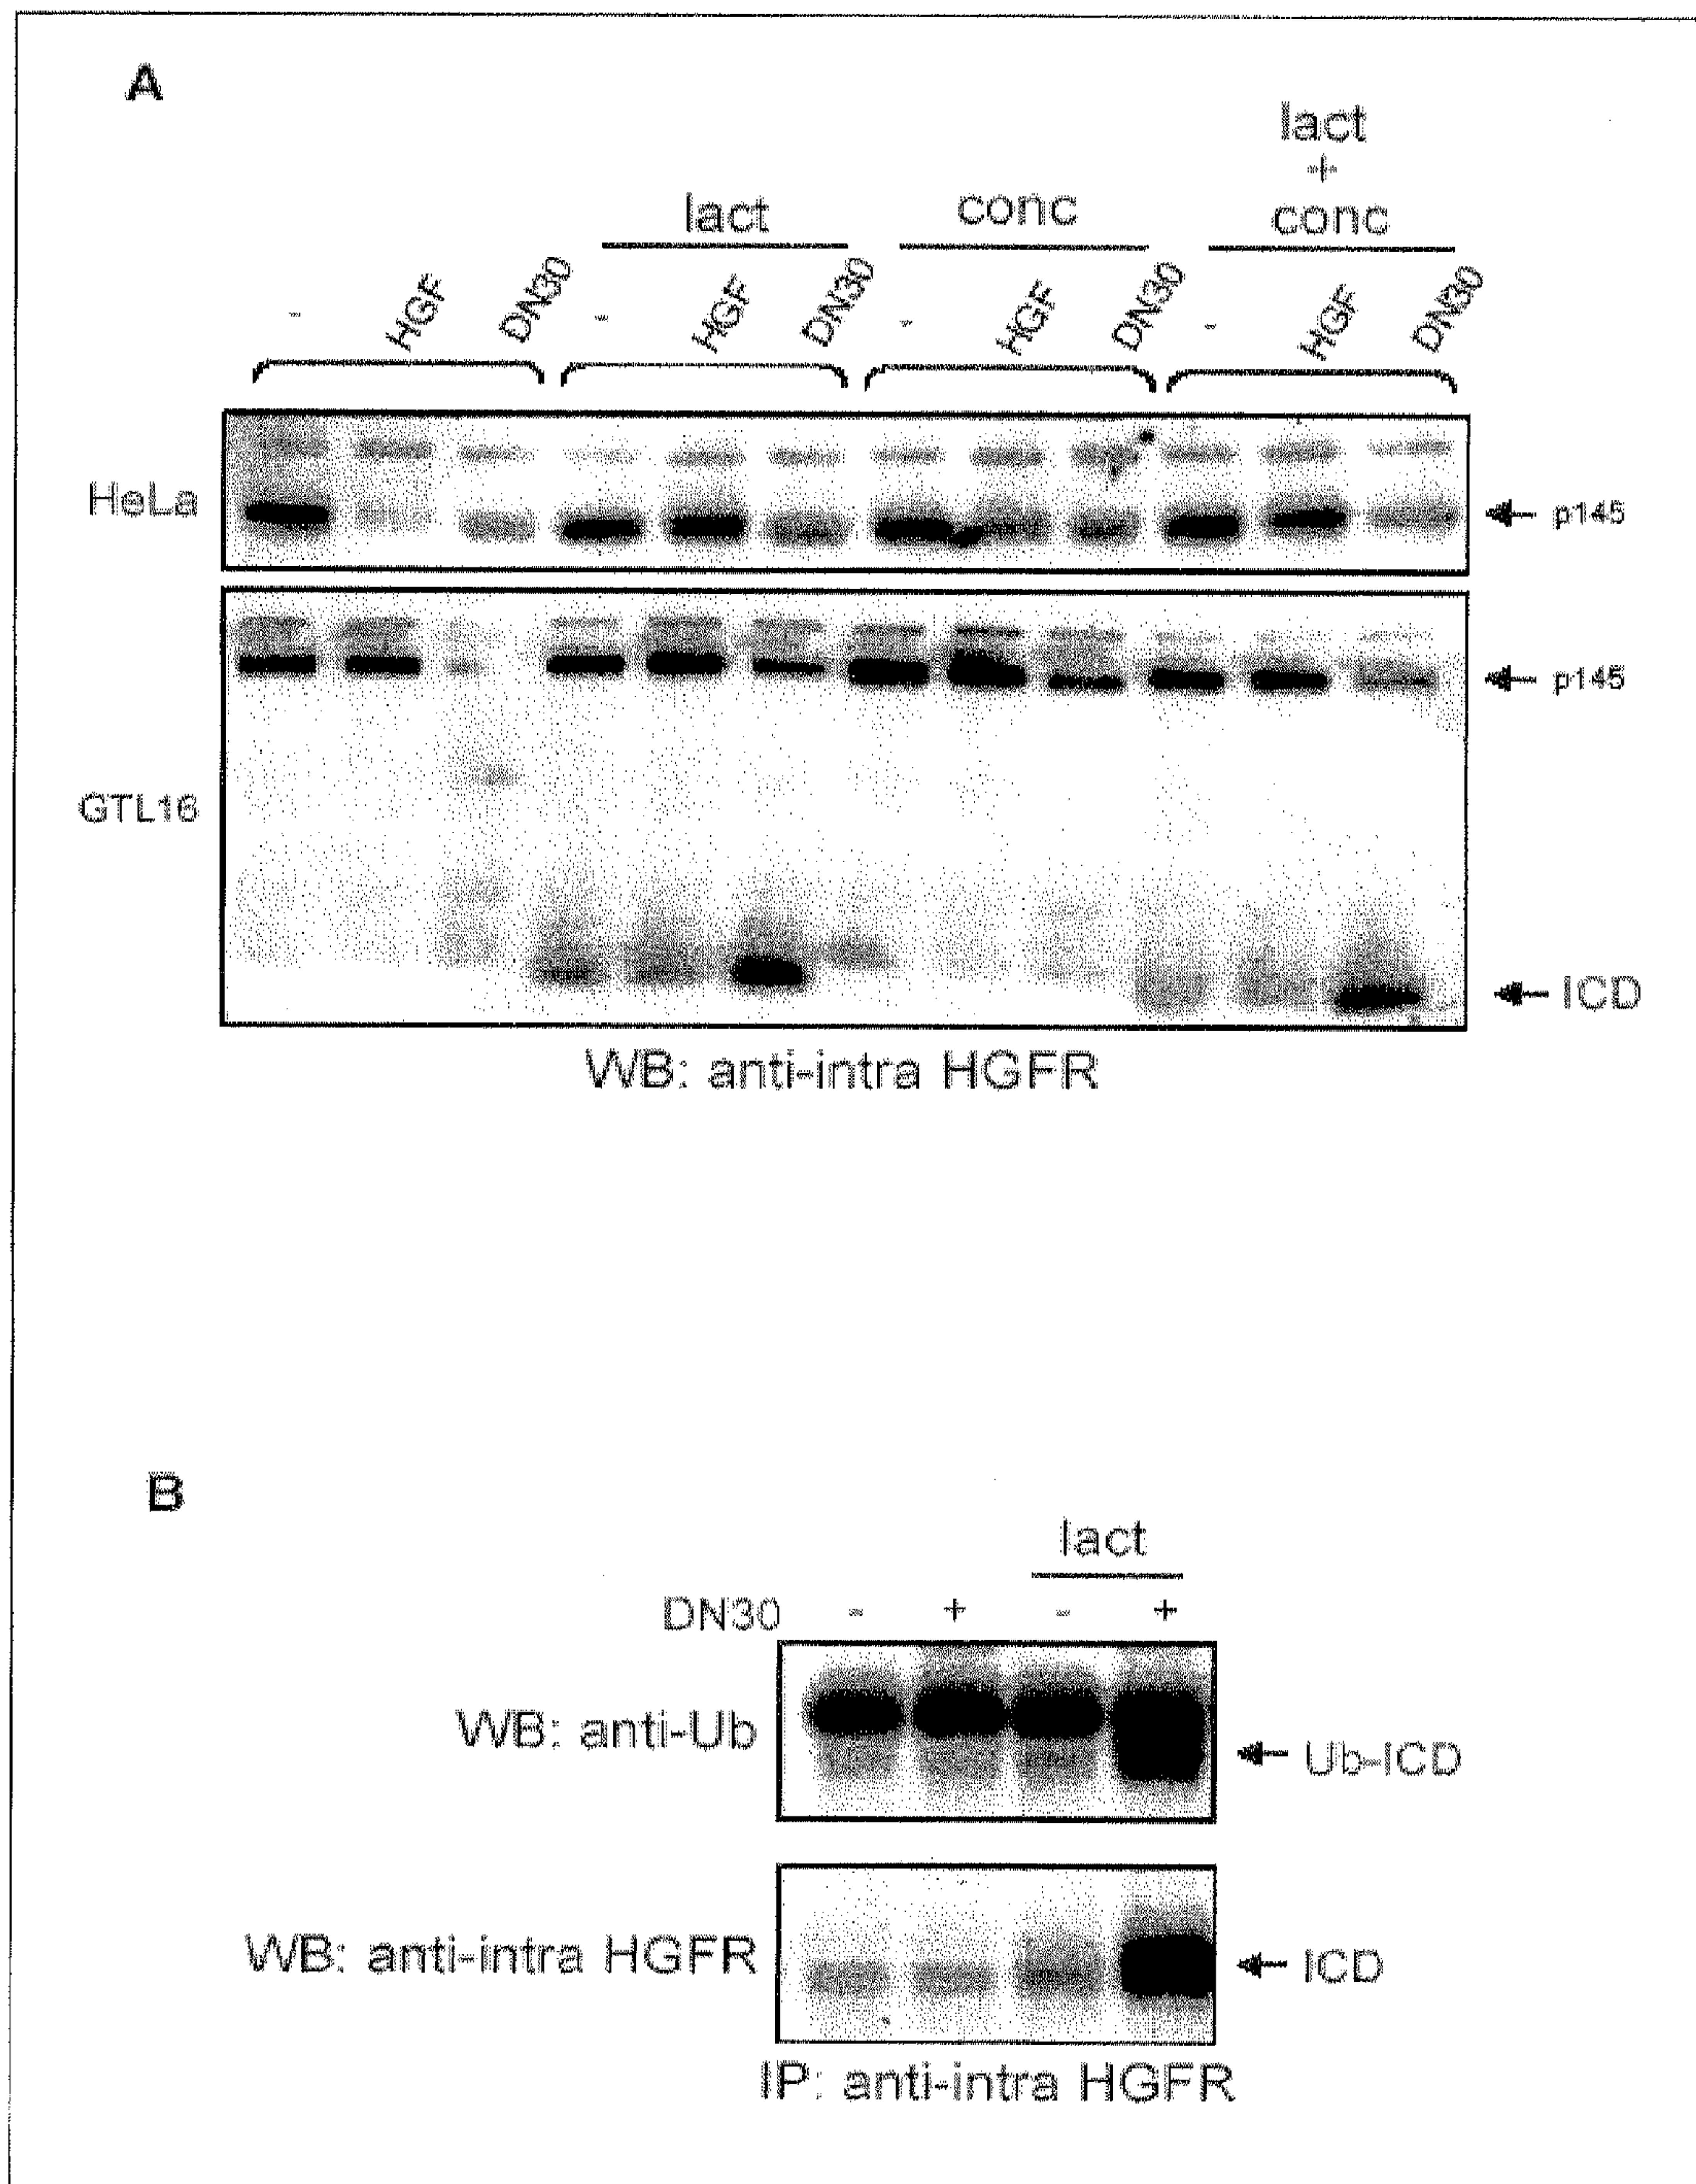 A
lact
+
conc
lact
conc
- HGF DN30 - HGF DN30 - HGF DN30 - HGF DN30
HeLa
p145
p145
GTL16
ICD
WB: anti-intra HGFR
B
lact
DN30 - + - +
WB: anti-Ub
Ub-ICD
WB: anti-intra HGFR
ICD
IP: anti-intra HGFR